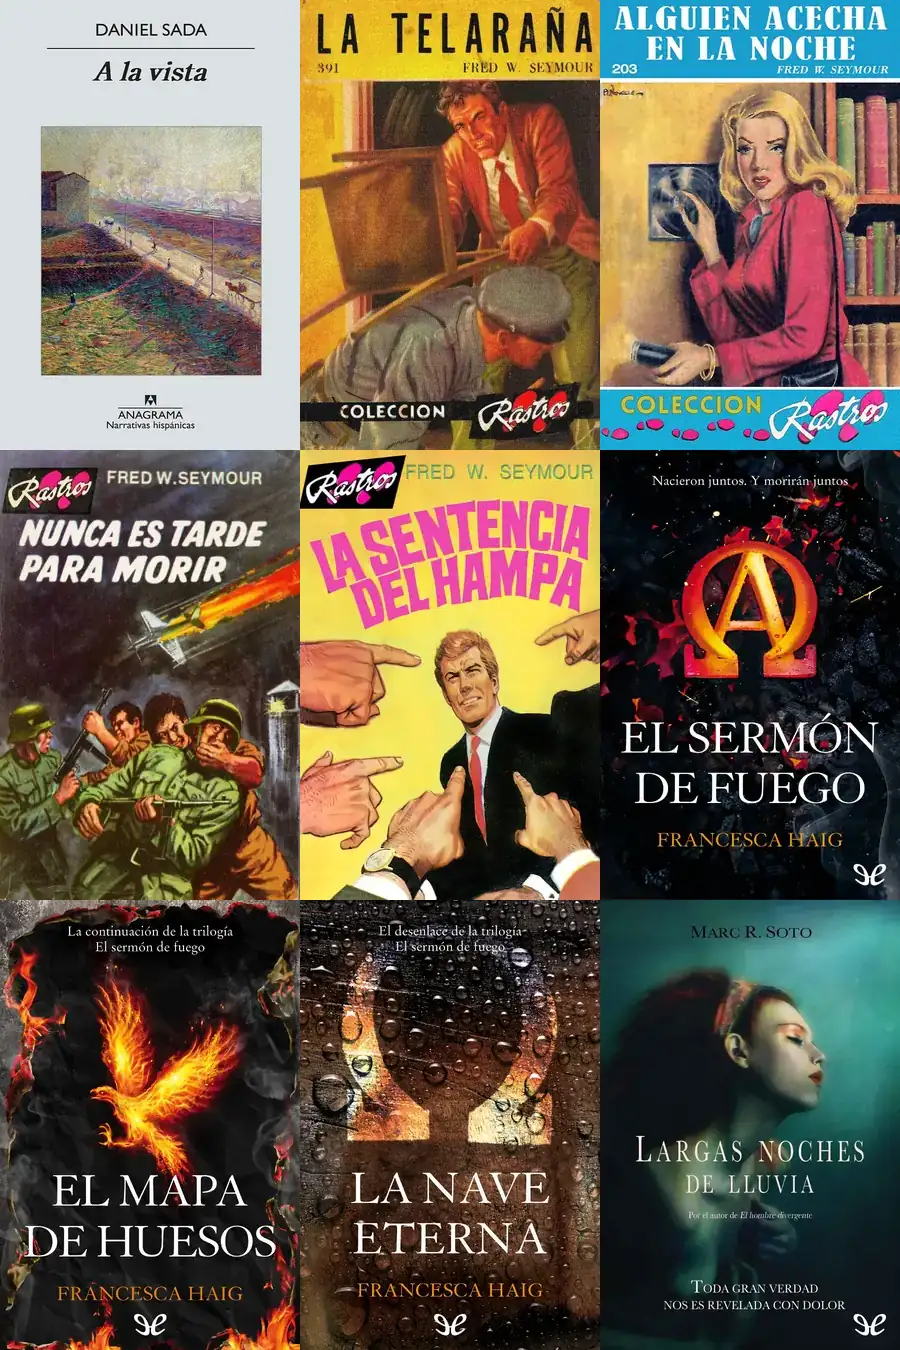 DANIEL SADA
A la vista
ANAGRAMA
Narrativas hispánicas
LA TELARAÑA
391
FRED W. SEYMOUR
COLECCION
Rastros
ALGUIEN ACECHA
EN LA NOCHE
203
FRED W. SEYMOUR
COLECCION
Rastros
Rastros
FRED W. SEYMOUR
NUNCA ES TARDE
PARA MORIR
Rastros
FRED W. SEYMOUR
LA SENTENCIA
DEL HAMPA
Nacieron juntos. Y morirán juntos
A
EL SERMÓN
DE FUEGO
FRANCESCA HAIG
La continuación de la trilogía
El sermón de fuego
EL MAPA
DE HUESOS
FRANCESCA HAIG
El desenlace de la trilogía
El sermón de fuego
LA NAVE
ETERNA
FRANCESCA HAIG
MARC R. SOTO
LARGAS NOCHES
DE LLUVIA
Por el autor de El hombre divergente
TODA GRAN VERDAD
NOS ES REVELADA CON DOLOR